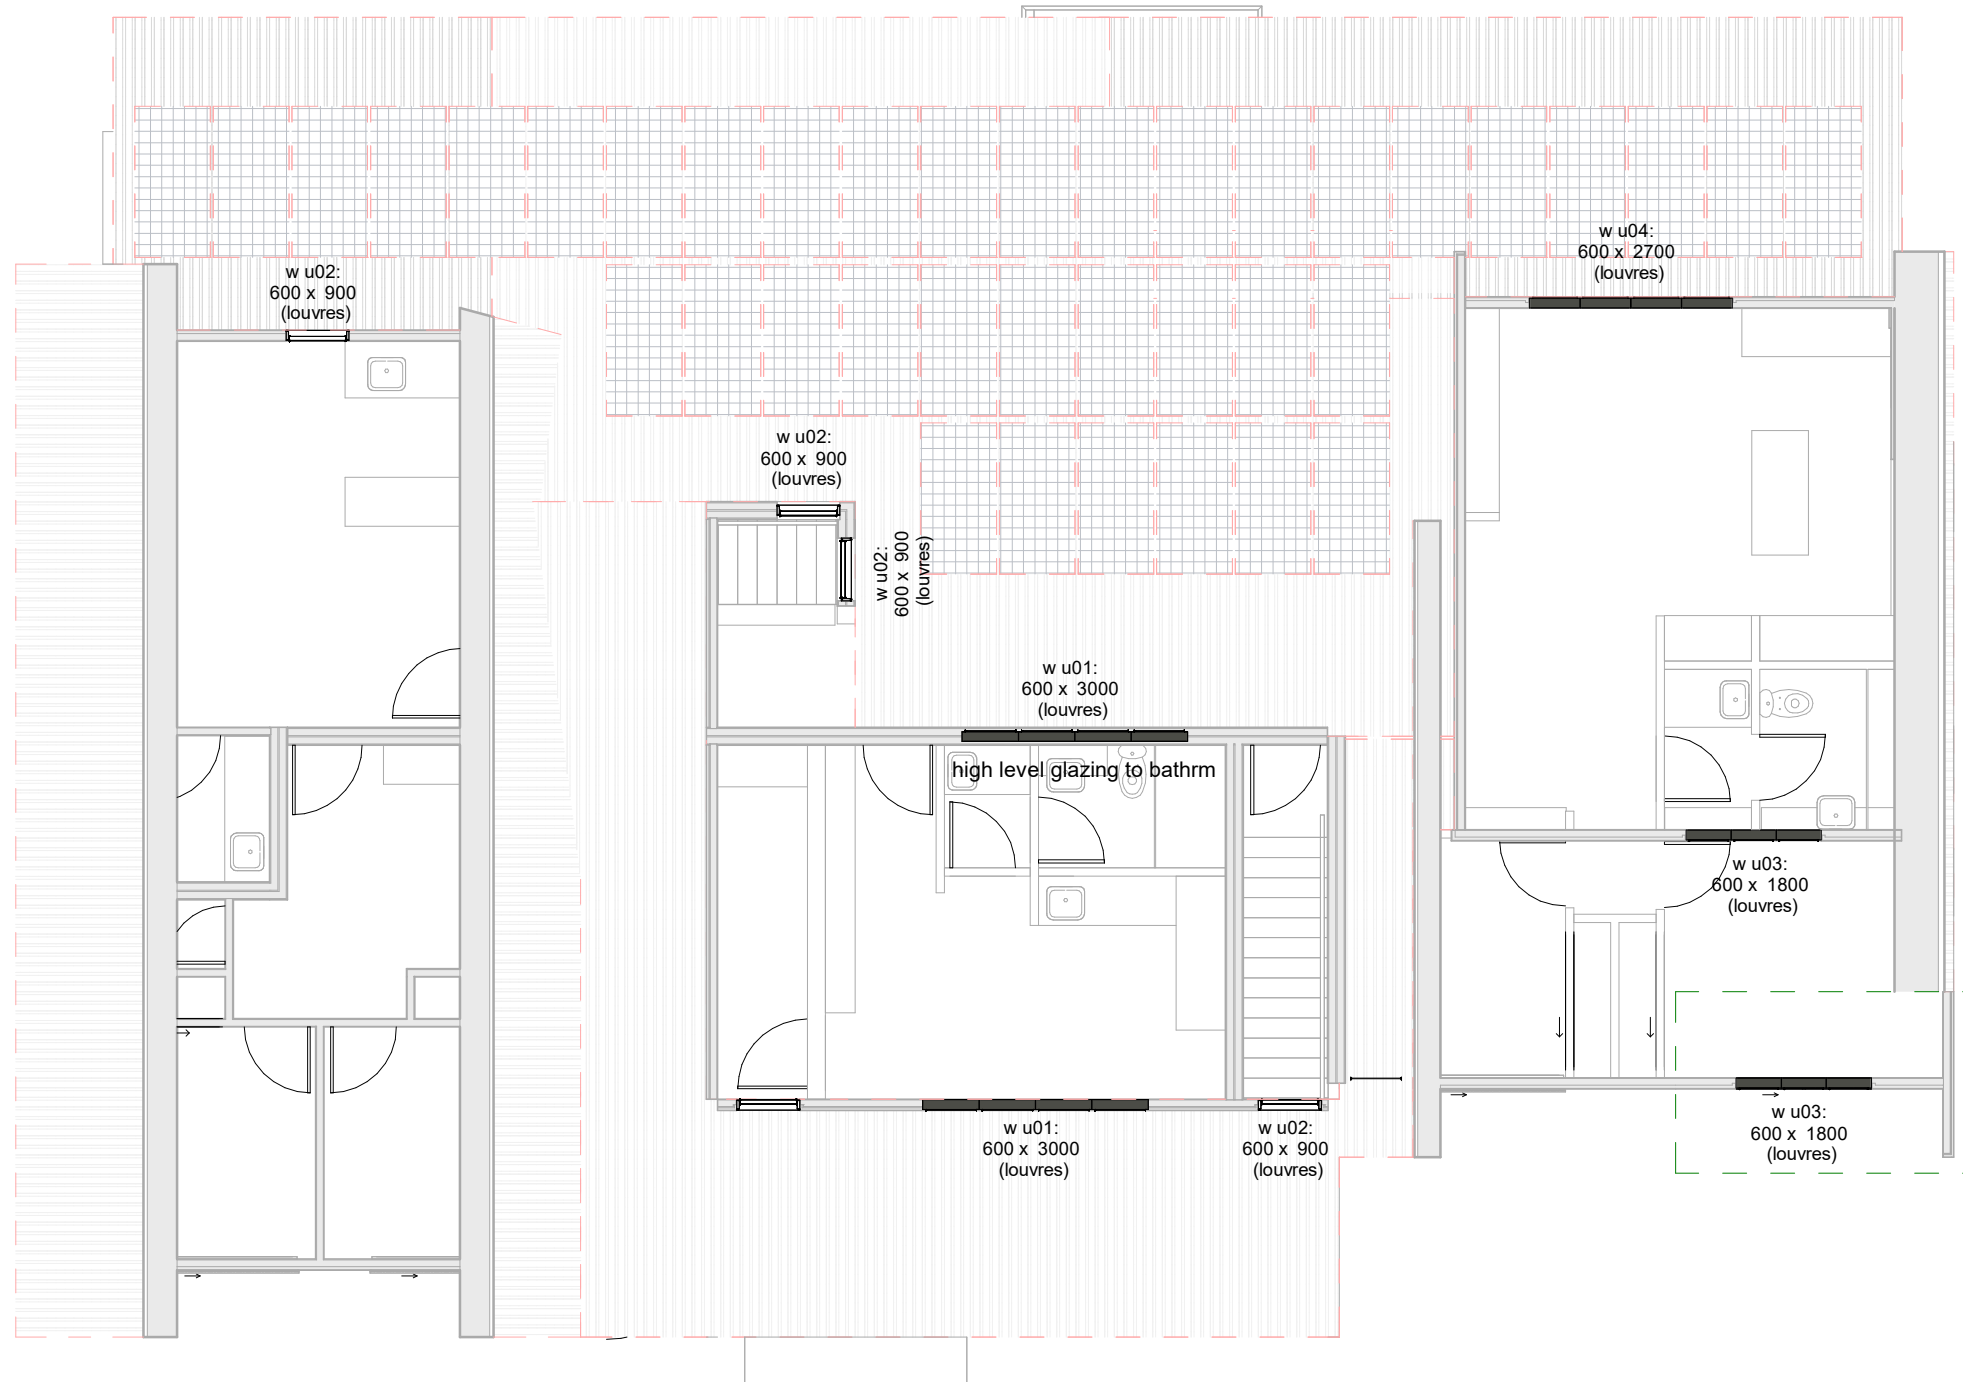 w u04:
600 x 2700
(louvres)
w u02:
600 x 900
(louvres)
w u02:
600 x 900
(louvres)
w u02:
600 x 900
(louvres)
w u01:
600 x 3000
(louvres)
high level glazing to bathrm
w u03:
600 x 1800
(louvres)
w u01:
600 x 3000
(louvres)
w u02:
600 x 900
(louvres)
w u03:
600 x 1800
(louvres)